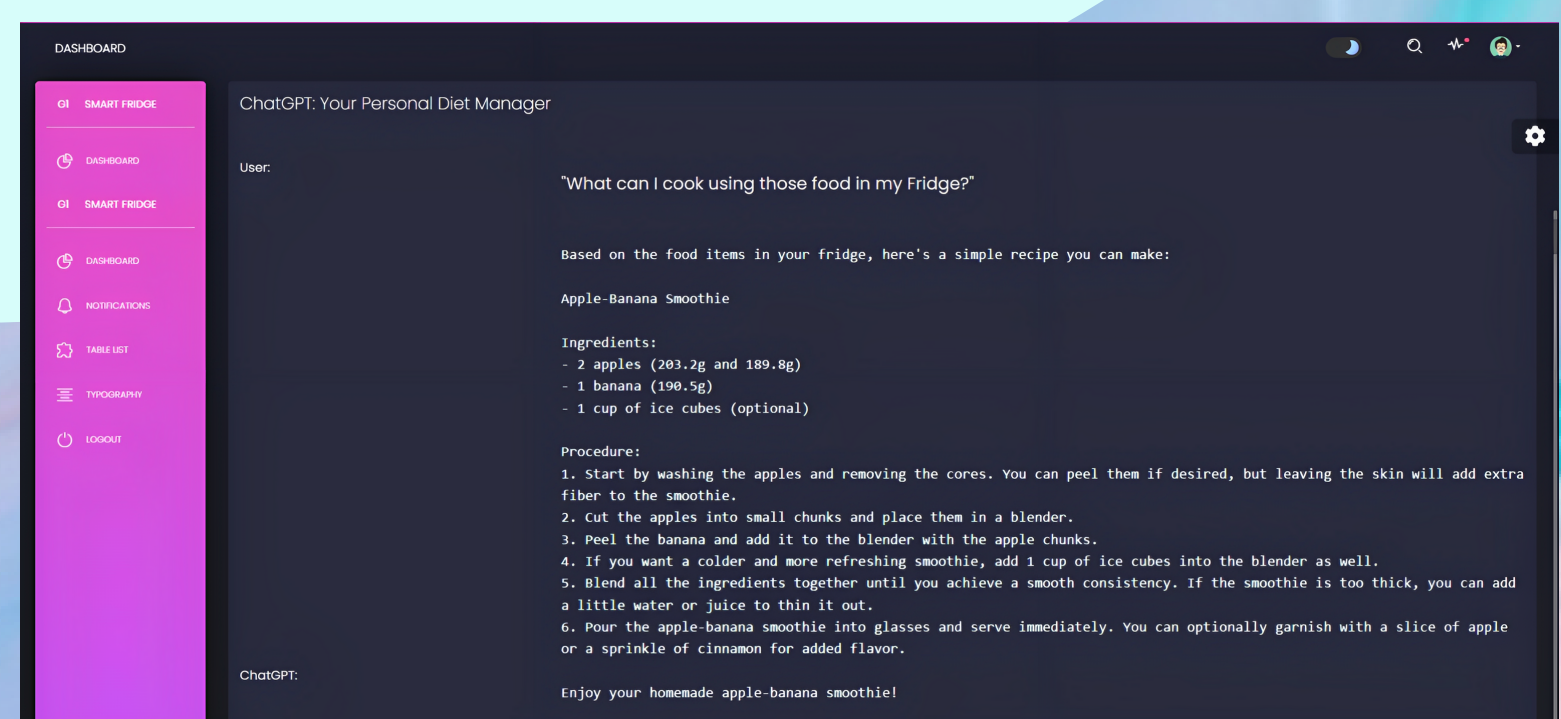 DASHBOARD
GI SMART FRIDGE
DASHBOARD
GI SMART FRIDGE
DASHBOARD
NOTIFICATIONS
TABLE LIST
TYPOGRAPHY
LOGOUT
ChatGPT: Your Personal Diet Manager
User:
"What can I cook using those food in my Fridge?"
Based on the food items in your fridge, here's a simple recipe you can make:
Apple-Banana Smoothie
Ingredients:
- 2 apples (203.2g and 189.8g)
- 1 banana (190.5g)
- 1 cup of ice cubes (optional)
Procedure:
1. Start by washing the apples and removing the cores. You can peel them if desired, but leaving the skin will add extra
fiber to the smoothie.
2. Cut the apples into small chunks and place them in a blender.
3. Peel the banana and add it to the blender with the apple chunks.
4. If you want a colder and more refreshing smoothie, add 1 cup of ice cubes into the blender as well.
5. Blend all the ingredients together until you achieve a smooth consistency. If the smoothie is too thick, you can add
a little water or juice to thin it out.
6. Pour the apple-banana smoothie into glasses and serve immediately. You can optionally garnish with a slice of apple
or a sprinkle of cinnamon for added flavor.
ChatGPT:
Enjoy your homemade apple-banana smoothie!